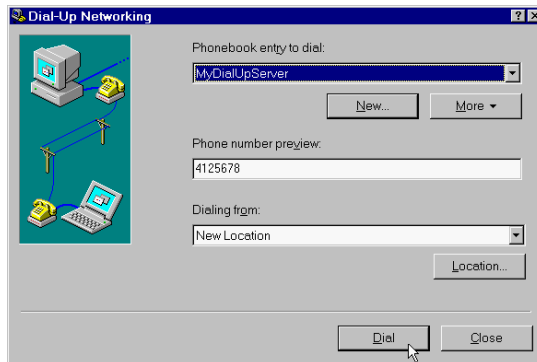 Dial-Up Networking
Phonebook entry to dial:
MyDialUpServer
New...
More
Phone number preview:
4125678
Dialing from:
New Location
Location...
Dial
Close